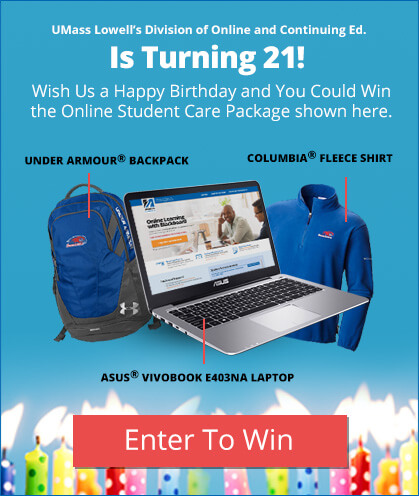 UMass Lowell's Division of Online and Continuing Ed.
Is Turning 21!
Wish Us a Happy Birthday and You Could Win
the Online Student Care Package shown here.
COLUMBIA® FLEECE SHIRT
UNDER ARMOUR® BACKPACK
Online Learning
with Blackboard
ASUS
ASUS® VIVOBOOK E403NA LAPTOP
Enter To Win